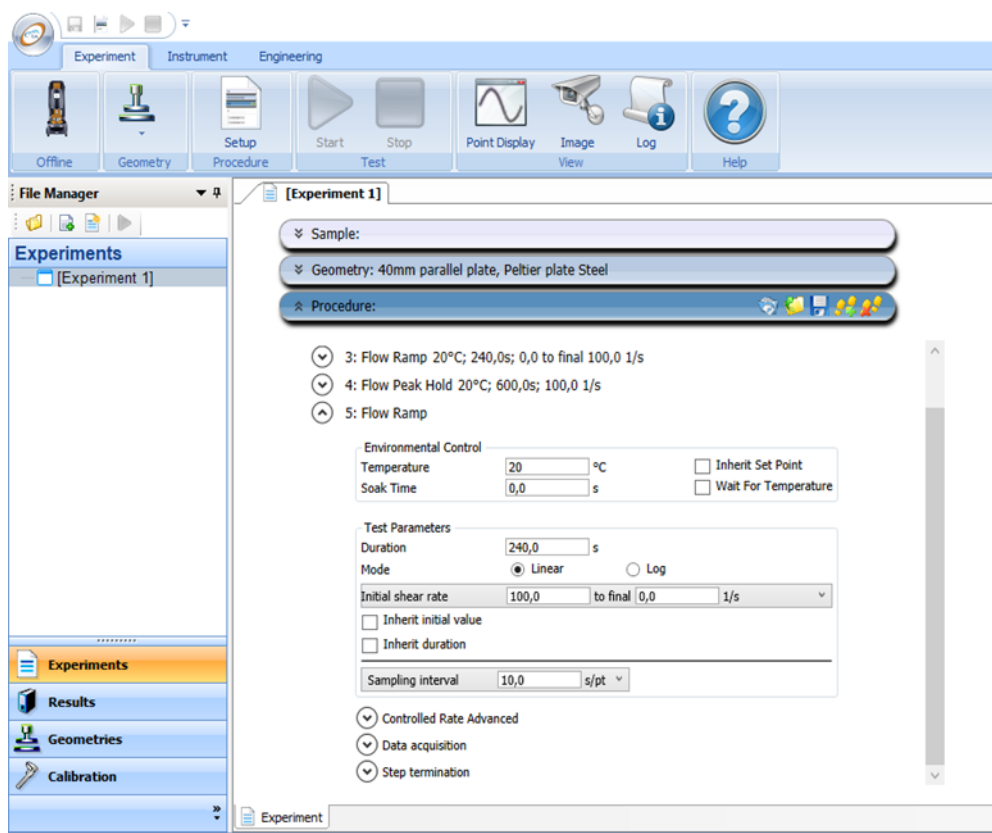 Experiment Instrument Engineering
Setup Start Stop Point Display Image Log
Offline Geometry Procedure Test View Help
File Manager
[Experiment 1]
Experiments
[Experiment 1]
Sample:
Geometry: 40mm parallel plate, Peltier plate Steel
Procedure:
3: Flow Ramp 20°C; 240,0s; 0,0 to final 100,0 1/s
4: Flow Peak Hold 20°C; 600,0s; 100,0 1/s
5: Flow Ramp
Environmental Control
Temperature 20 °C Inherit Set Point
Soak Time 0,0 s Wait For Temperature
Test Parameters
Duration 240,0 s
Mode Linear Log
Initial shear rate 100,0 to final 0,0 1/s
Inherit initial value
Inherit duration
Sampling interval 10,0 s/pt
Controlled Rate Advanced
Data acquisition
Step termination
Experiments
Results
Geometries
Calibration
Experiment